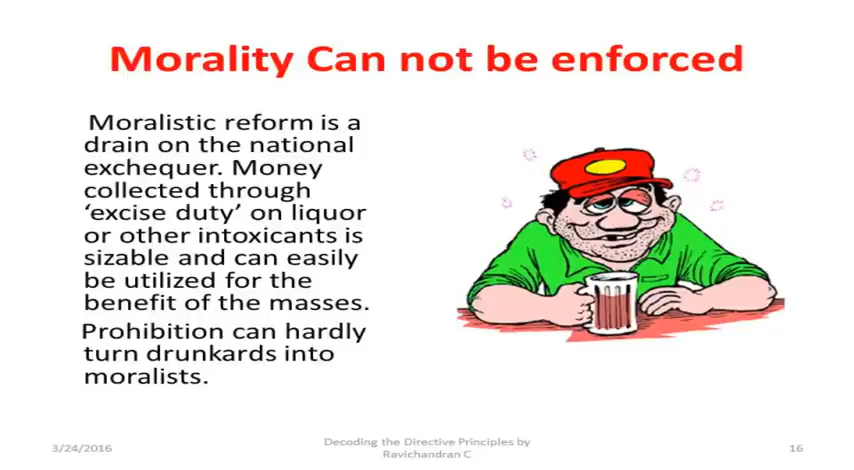 Morality Can not be enforced
Moralistic reform is a
drain on the national
exchequer. Money
collected through
‘excise duty’ on liquor
or other intoxicants is
sizable and can easily
be utilized for the
benefit of the masses.
Prohibition can hardly
turn drunkards into
moralists.
3/24/2016
Decoding the Directive Principles by
Ravichandran C
16